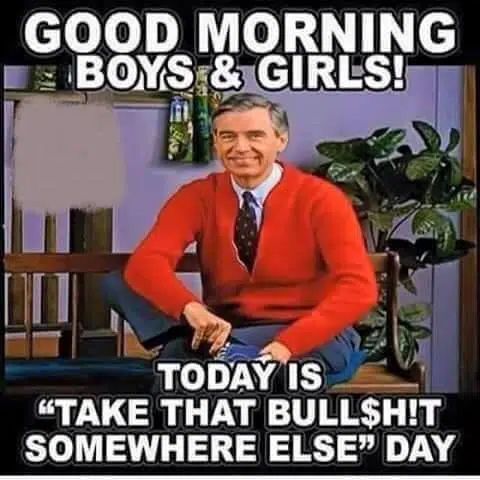 GOOD MORNING
BOYS & GIRLS!
TODAY IS
“TAKE THAT BULL$H!T
SOMEWHERE ELSE” DAY